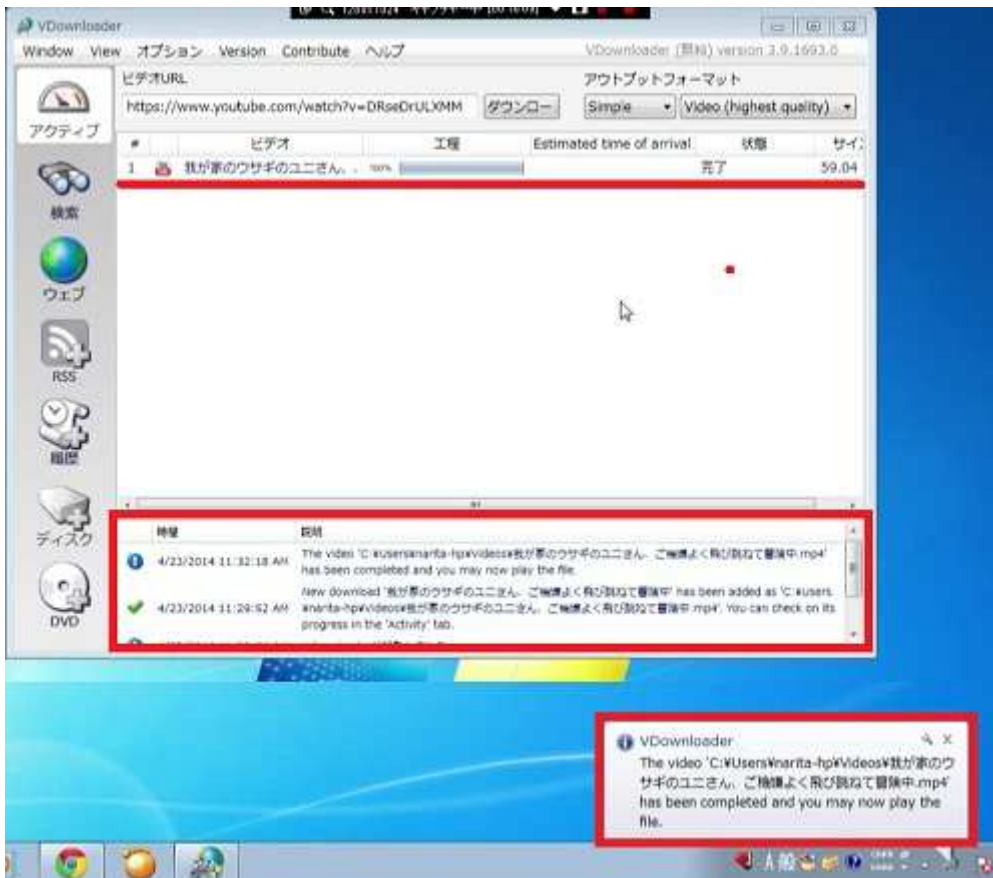 VDownloader
Window View オプション Version Contribute ヘルプ VDownloader (無料) version 3.9.1693.0
ビデオURL アウトプットフォーマット
https://www.youtube.com/watch?v=DRseDrULXMM ダウンロー Simple Video (highest quality)
アクティブ
# ビデオ 工程 Estimated time of arrival 状態 サイ
1 我が家のウサギのユニさん、. 100% 完了 59.04
検索
ウェブ
RSS
履歴
ディスク
DVD
時間 説明
4/23/2014 11:32:18 AM The video 'C:¥Users¥narita-hp¥Videos¥我が家のウサギのユニさん、ご機嫌よく飛び跳ねて冒険中.mp4'
has been completed and you may now play the file.
4/23/2014 11:29:52 AM New download '我が家のウサギのユニさん、ご機嫌よく飛び跳ねて冒険中' has been added as 'C:¥Users
¥narita-hp¥Videos¥我が家のウサギのユニさん、ご機嫌よく飛び跳ねて冒険中.mp4'. You can check on its
progress in the 'Activity' tab.
VDownloader
The video 'C:¥Users¥narita-hp¥Videos¥我が家のウ
サギのユニさん、ご機嫌よく飛び跳ねて冒険中.mp4'
has been completed and you may now play the
file.
A 般